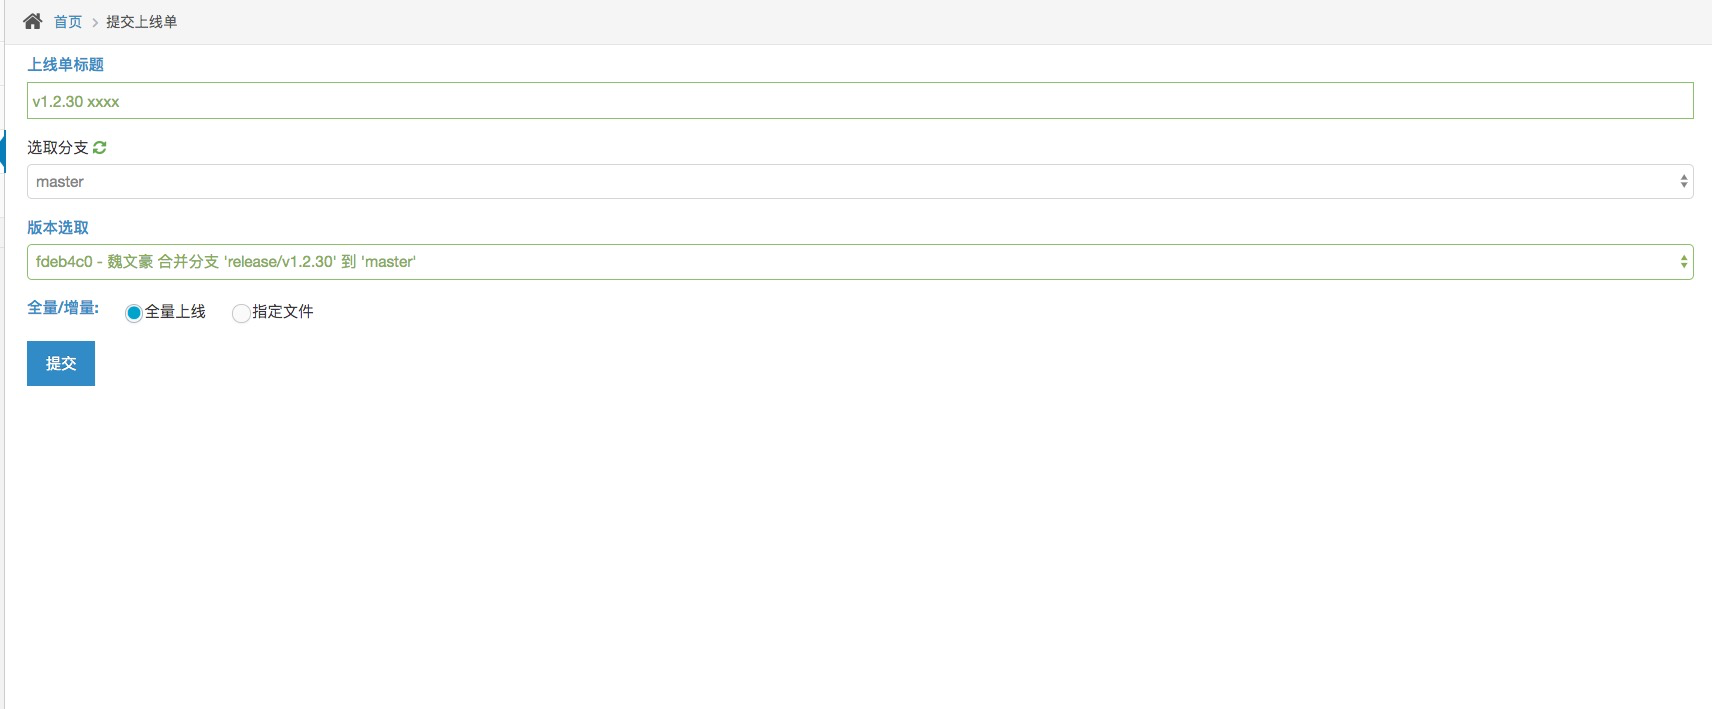 首页 > 提交上线单
上线单标题
v1.2.30 xxxx
选取分支
master
版本选取
fdeb4c0 - 魏文豪 合并分支 'release/v1.2.30' 到 'master'
全量/增量: 全量上线 指定文件
提交